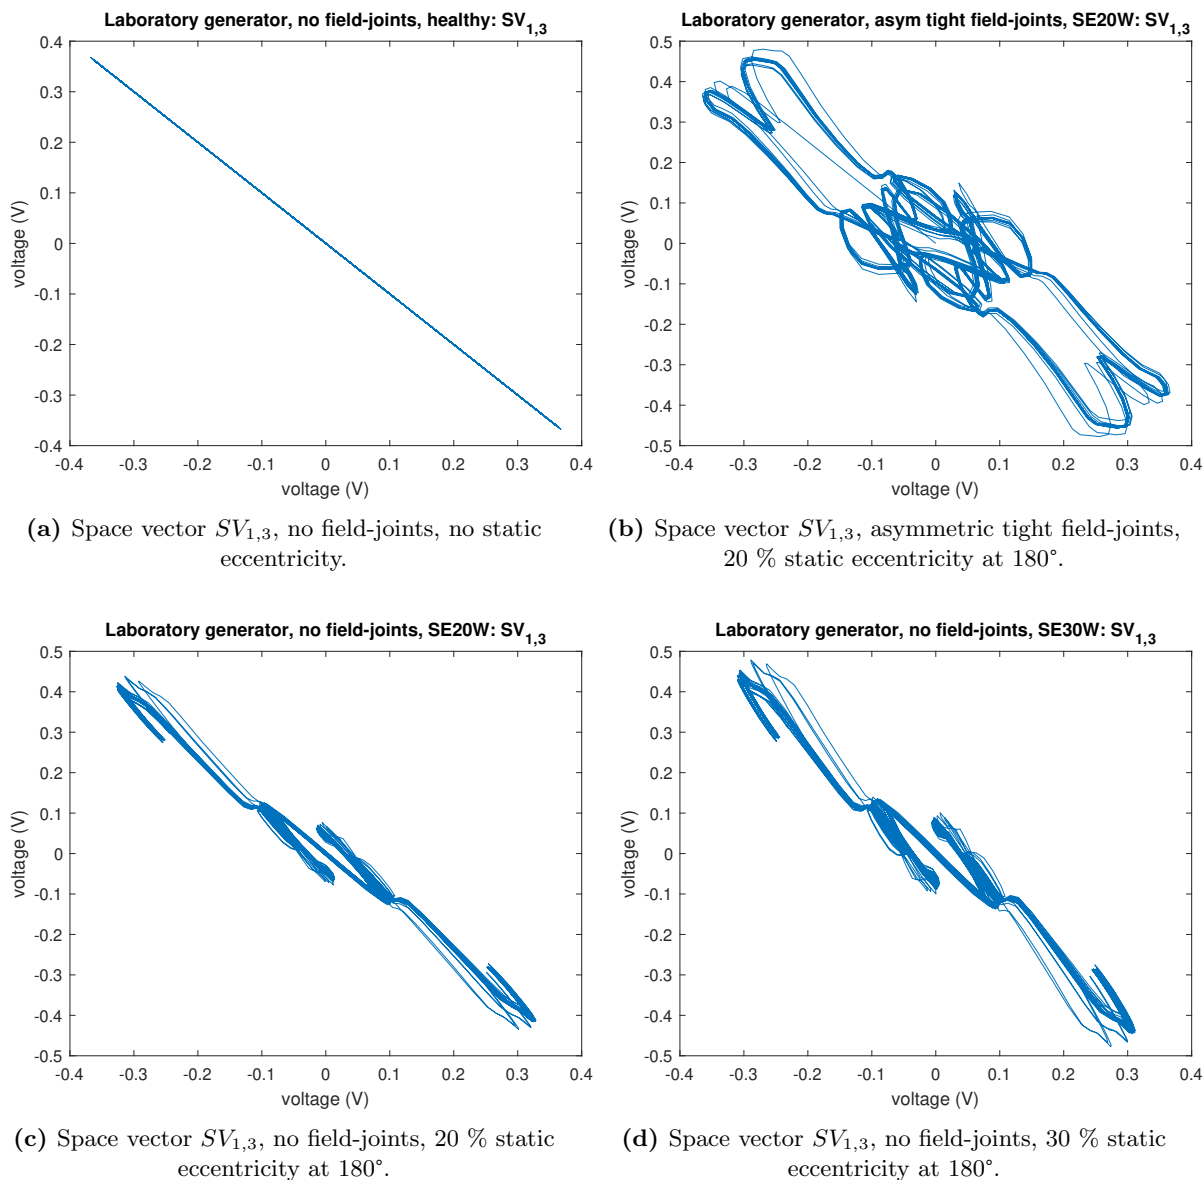 Laboratory generator, no field-joints, healthy: SV1,3
0.4
0.3
0.2
0.1
0
-0.1
-0.2
-0.3
-0.4
voltage (V)
-0.4 -0.3 -0.2 -0.1 0 0.1 0.2 0.3 0.4
voltage (V)
(a) Space vector SV1,3, no field-joints, no static
eccentricity.
Laboratory generator, asym tight field-joints, SE20W: SV1,3
0.5
0.4
0.3
0.2
0.1
0
-0.1
-0.2
-0.3
-0.4
-0.5
voltage (V)
-0.4 -0.3 -0.2 -0.1 0 0.1 0.2 0.3 0.4
voltage (V)
(b) Space vector SV1,3, asymmetric tight field-joints,
20 % static eccentricity at 180°.
Laboratory generator, no field-joints, SE20W: SV1,3
0.5
0.4
0.3
0.2
0.1
0
-0.1
-0.2
-0.3
-0.4
-0.5
voltage (V)
-0.4 -0.3 -0.2 -0.1 0 0.1 0.2 0.3 0.4
voltage (V)
(c) Space vector SV1,3, no field-joints, 20 % static
eccentricity at 180°.
Laboratory generator, no field-joints, SE30W: SV1,3
0.5
0.4
0.3
0.2
0.1
0
-0.1
-0.2
-0.3
-0.4
-0.5
voltage (V)
-0.4 -0.3 -0.2 -0.1 0 0.1 0.2 0.3 0.4
voltage (V)
(d) Space vector SV1,3, no field-joints, 30 % static
eccentricity at 180°.